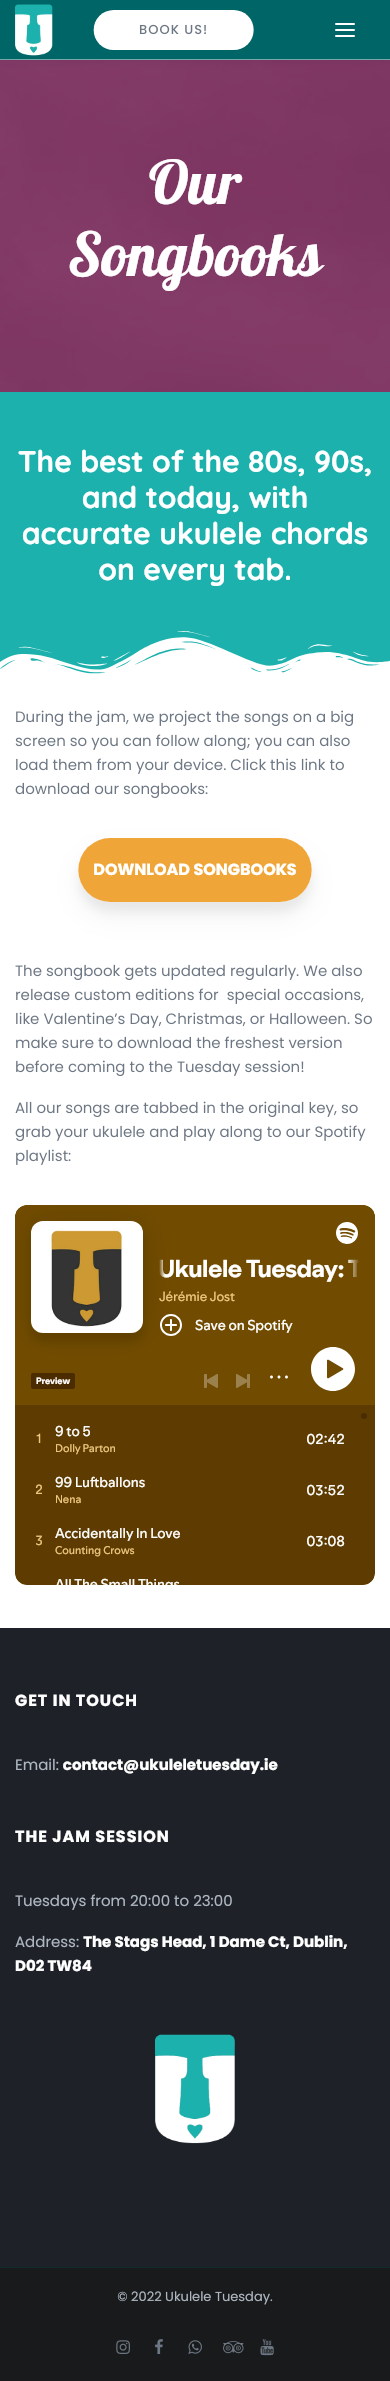 BOOK US!
Our
Songbooks
The best of the 80s, 90s,
and today, with
accurate ukulele chords
on every tab.
During the jam, we project the songs on a big
screen so you can follow along; you can also
load them from your device. Click this link to
download our songbooks:
DOWNLOAD SONGBOOKS
The songbook gets updated regularly. We also
release custom editions for  special occasions,
like Valentine’s Day, Christmas, or Halloween. So
make sure to download the freshest version
before coming to the Tuesday session!
All our songs are tabbed in the original key, so
grab your ukulele and play along to our Spotify
playlist:
Ukulele Tuesday: T
Jérémie Jost
Save on Spotify
Preview
1 9 to 5 02:42
Dolly Parton
2 99 Luftballons 03:52
Nena
3 Accidentally In Love 03:08
Counting Crows
All The Small Things
GET IN TOUCH
Email: contact@ukuleletuesday.ie
THE JAM SESSION
Tuesdays from 20:00 to 23:00
Address: The Stags Head, 1 Dame Ct, Dublin,
D02 TW84
© 2022 Ukulele Tuesday.